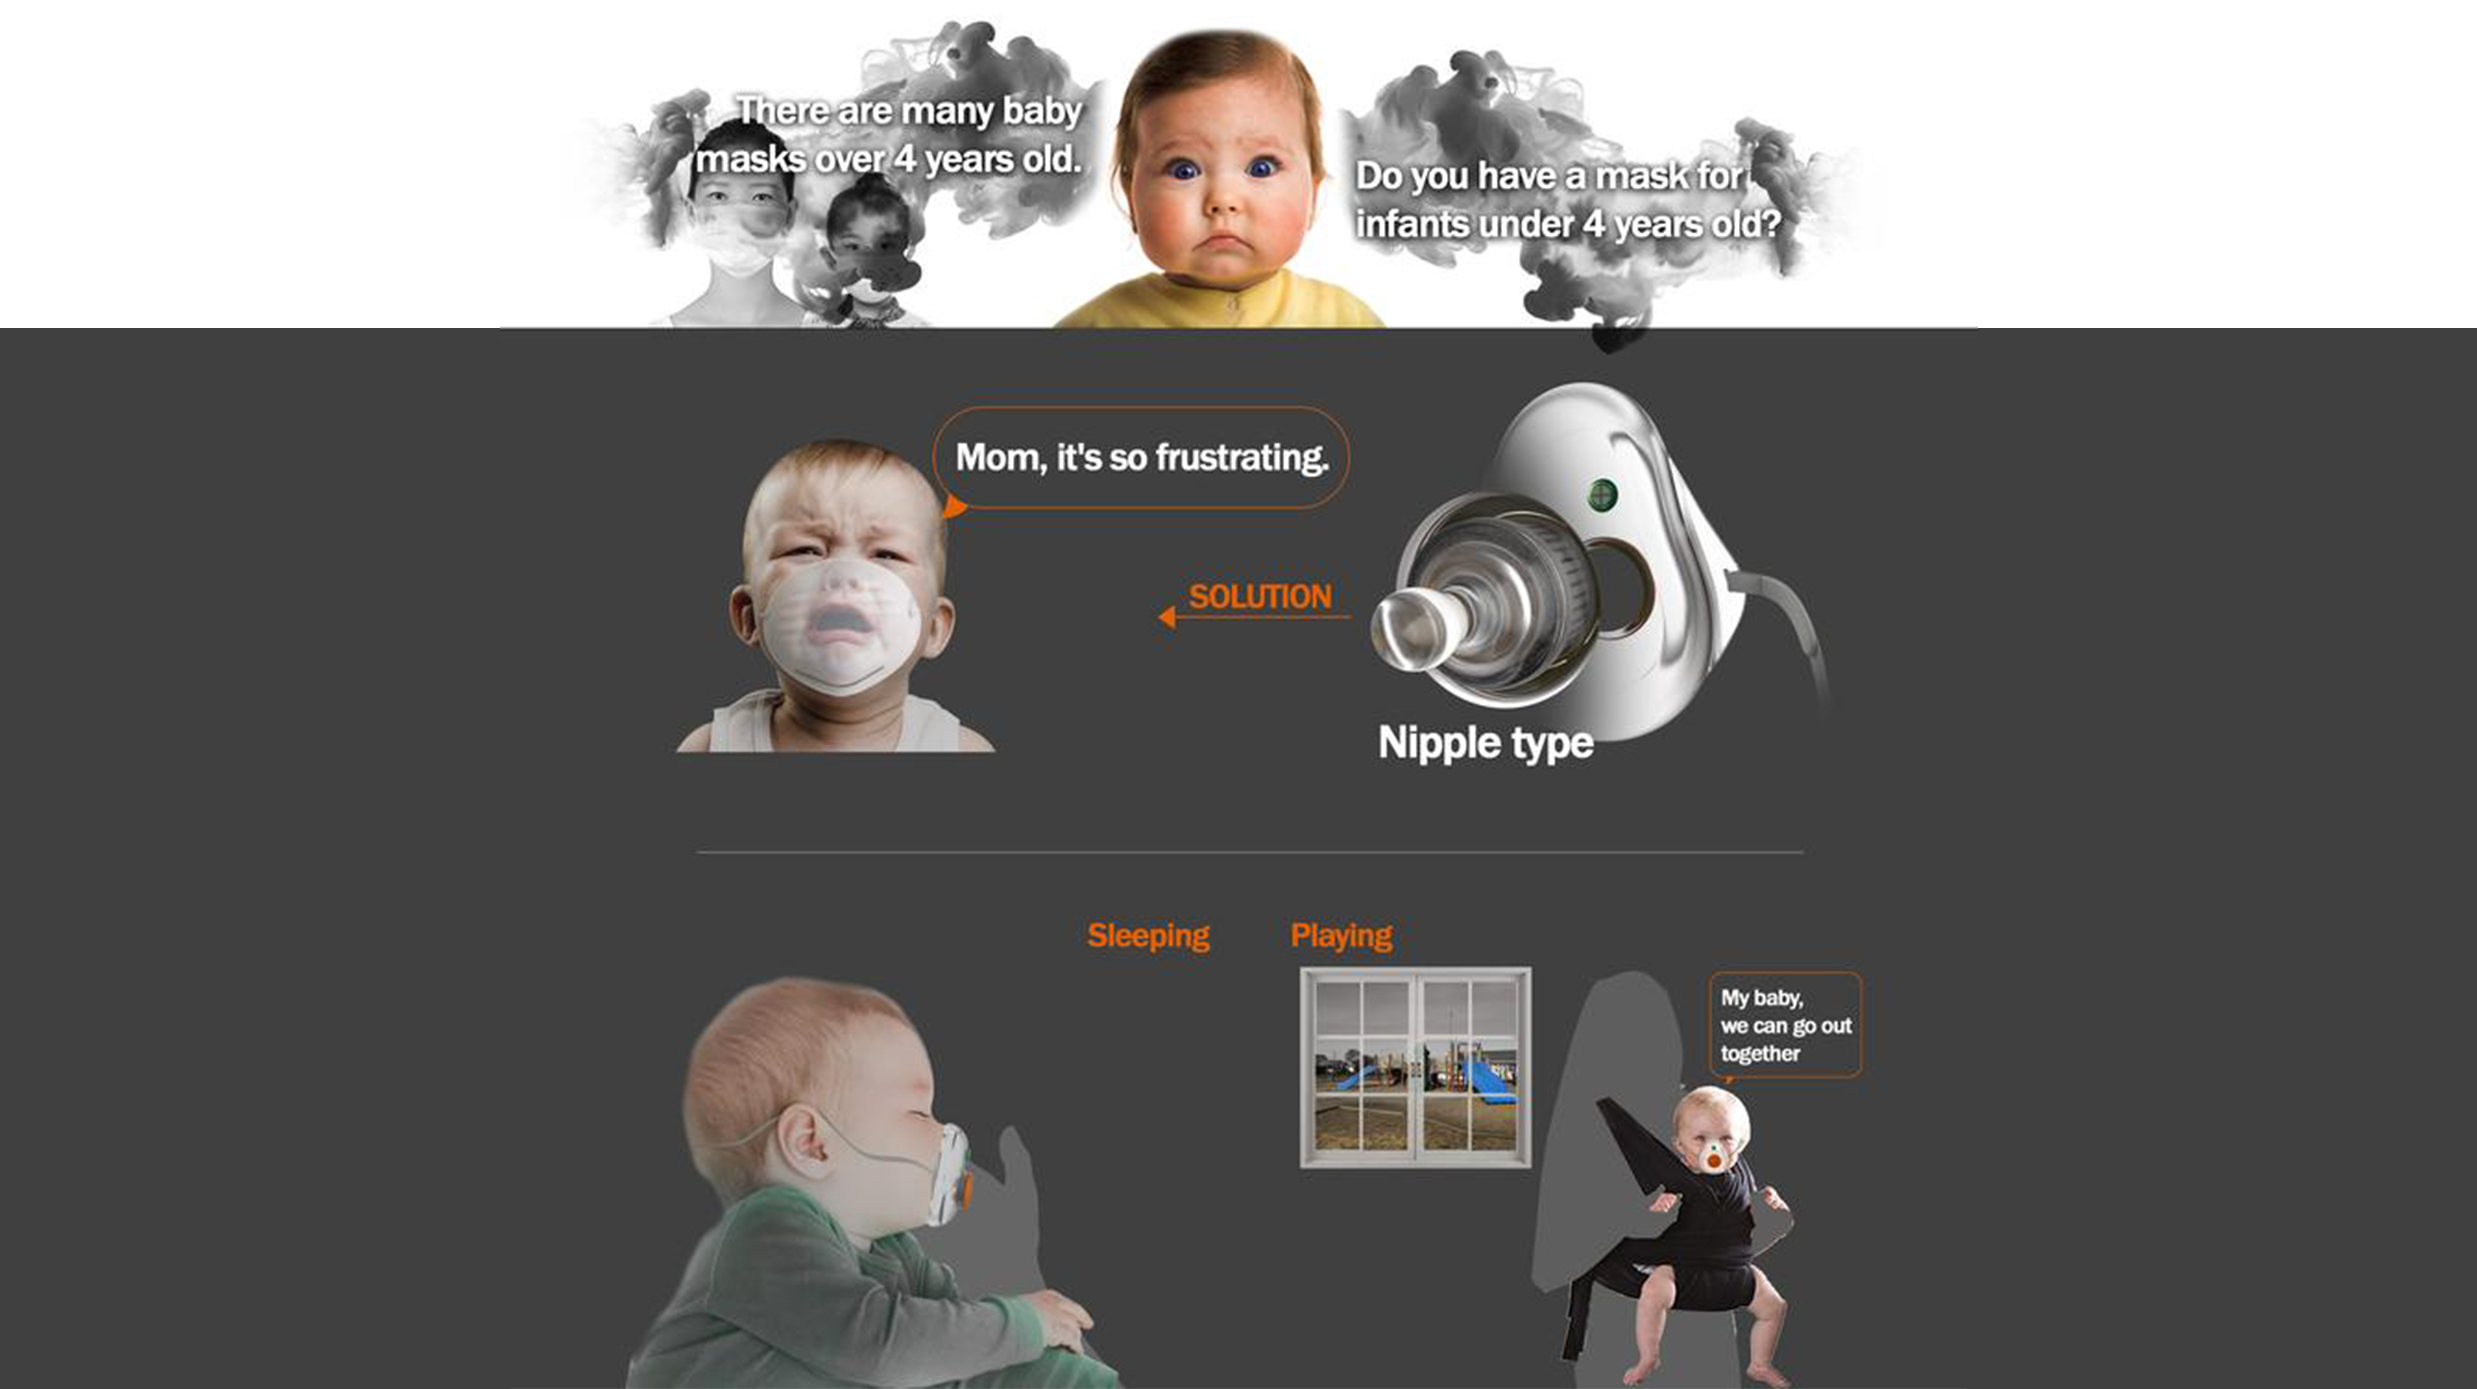 There are many baby
masks over 4 years old.
Do you have a mask for
infants under 4 years old?
Mom, it's so frustrating.
SOLUTION
Nipple type
Sleeping
Playing
My baby,
we can go out
together